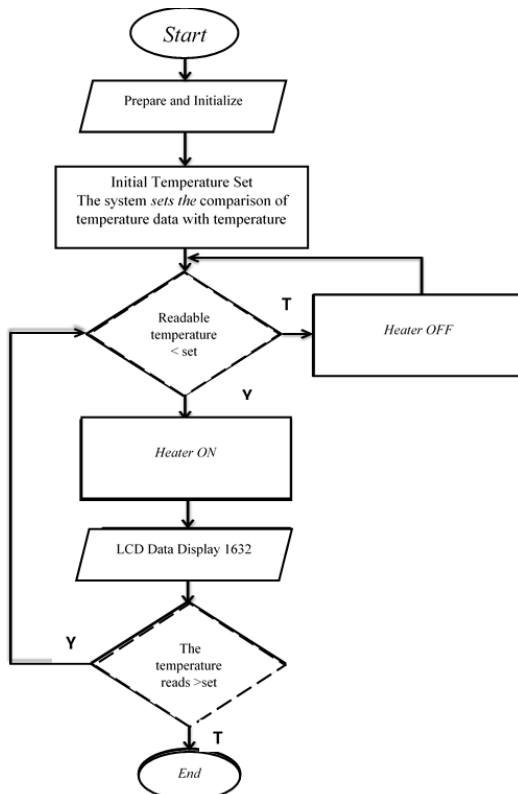 Start
Prepare and Initialize
Initial Temperature Set
The system sets the comparison of
temperature data with temperature
Readable
temperature
< set
T
Heater OFF
Y
Heater ON
LCD Data Display 1632
Y
The
temperature
reads >set
T
End